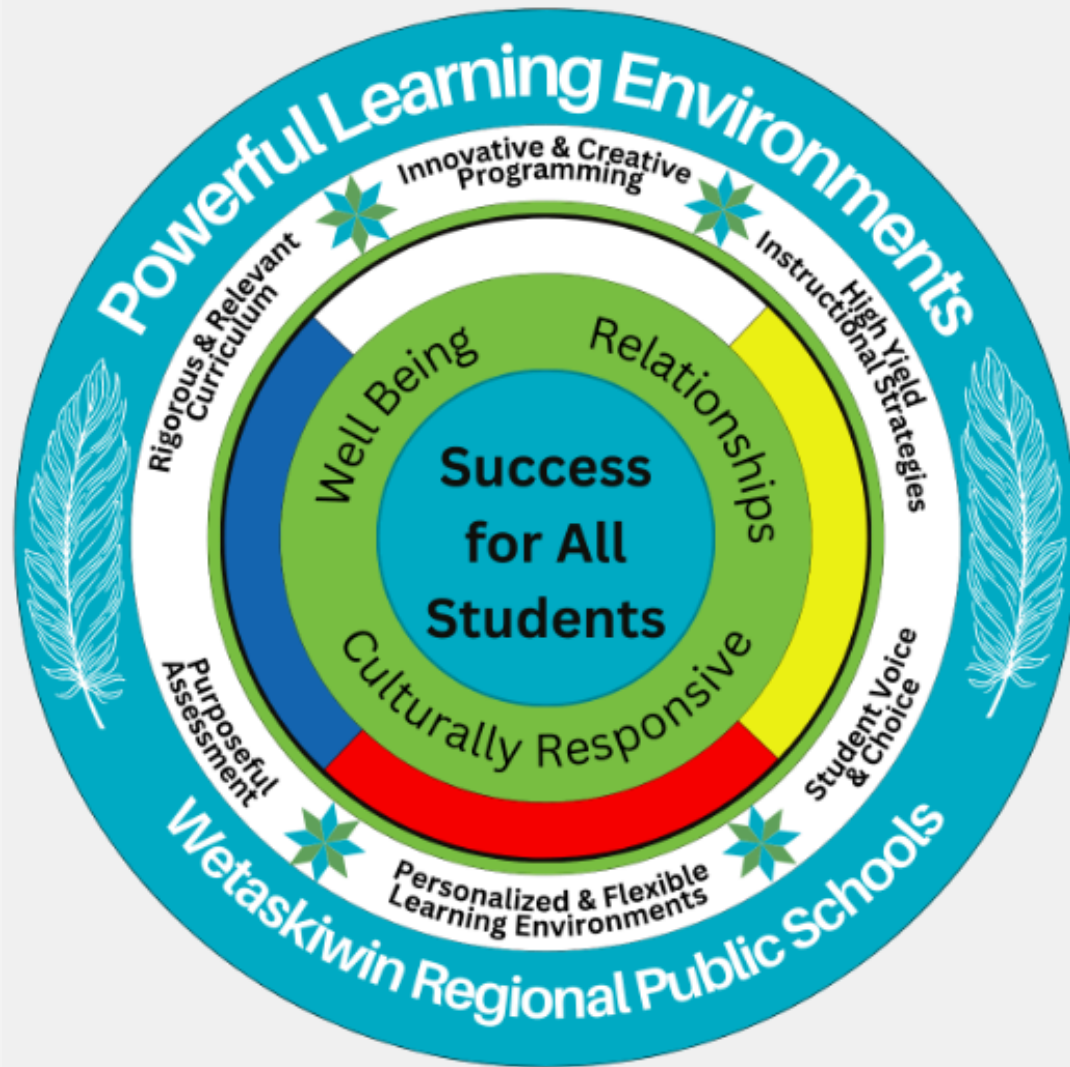 Powerful Learning Environments
Innovative & Creative
Programming
High Yield
Instructional Strategies
Student Voice
& Choice
Personalized & Flexible
Learning Environments
Purposeful
Assessment
Rigorous & Relevant
Curriculum
Well Being
Relationships
Culturally Responsive
Success
for All
Students
Wetaskiwin Regional Public Schools